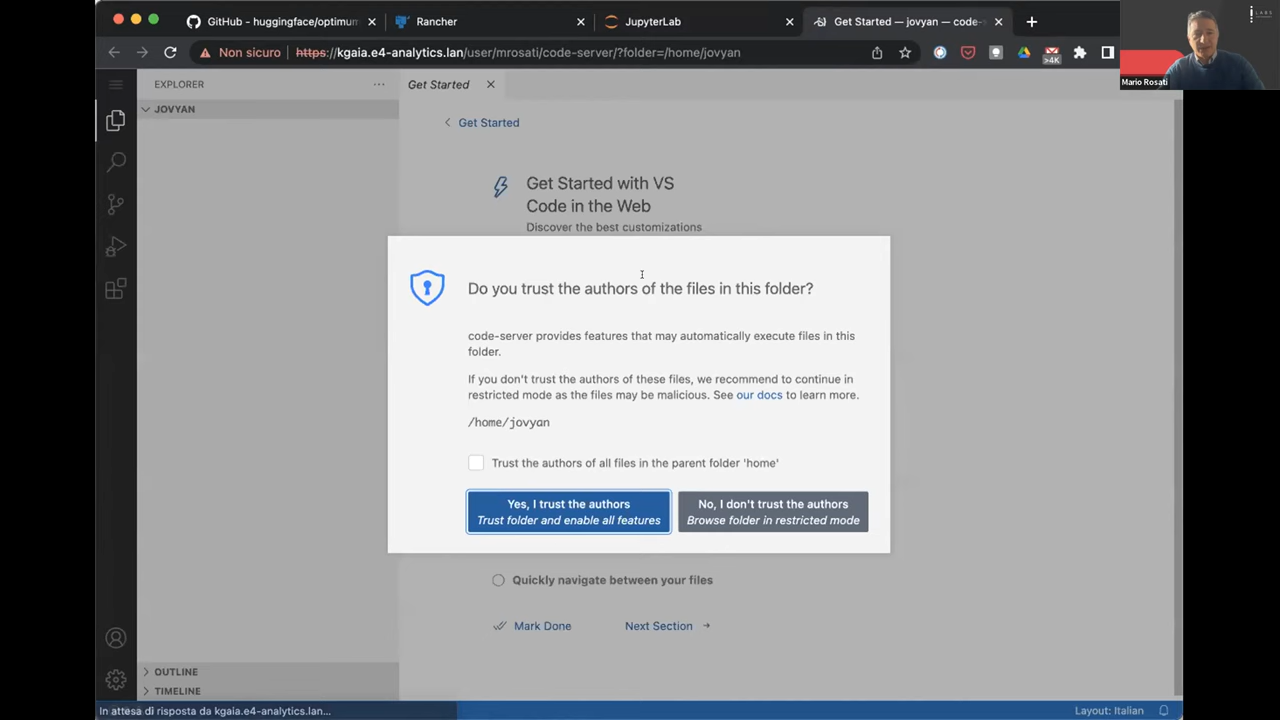 GitHub - huggingface/optimum
Rancher
JupyterLab
Get Started — jovyan — code-s
Non sicuro
https://kgaia.e4-analytics.lan/user/mrosati/code-server/?folder=/home/jovyan
>4K
LABS
Mario Rosati
EXPLORER
JOVYAN
Get Started
Get Started
Get Started with VS
Code in the Web
Discover the best customizations
Do you trust the authors of the files in this folder?
code-server provides features that may automatically execute files in this
folder.
If you don't trust the authors of these files, we recommend to continue in
restricted mode as the files may be malicious. See our docs to learn more.
/home/jovyan
Trust the authors of all files in the parent folder 'home'
Yes, I trust the authors
Trust folder and enable all features
No, I don't trust the authors
Browse folder in restricted mode
Quickly navigate between your files
Mark Done
Next Section
OUTLINE
TIMELINE
In attesa di risposta da kgaia.e4-analytics.lan...
Layout: Italian